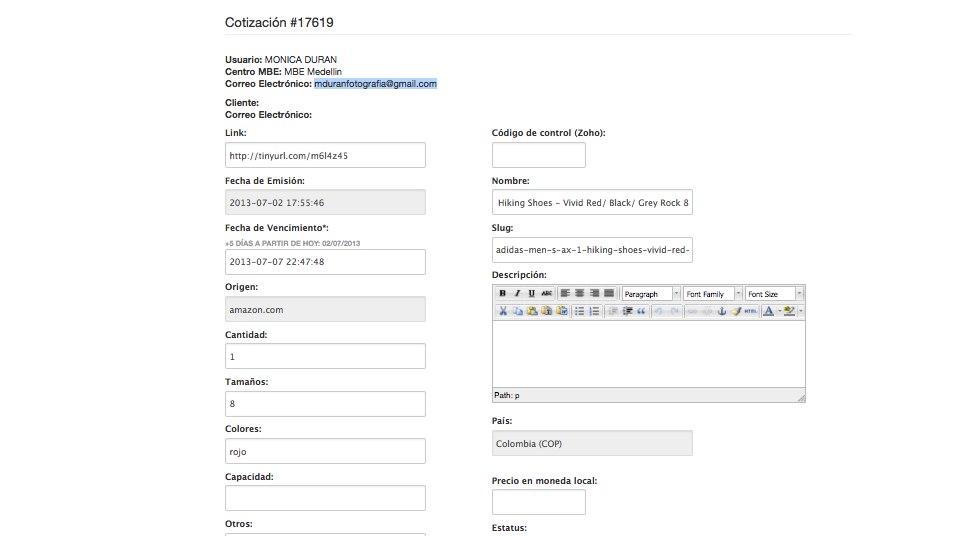 Cotización #17619
Usuario: MONICA DURAN
Centro MBE: MBE Medellin
Correo Electrónico: mduranfotografia@gmail.com
Cliente:
Correo Electrónico:
Link:
http://tinyurl.com/m6l4z45
Fecha de Emisión:
2013-07-02 17:55:46
Fecha de Vencimiento*:
+5 DÍAS A PARTIR DE HOY: 02/07/2013
2013-07-07 22:47:48
Origen:
amazon.com
Cantidad:
1
Tamaños:
8
Colores:
rojo
Capacidad:
Otros:
Código de control (Zoho):
Nombre:
Hiking Shoes - Vivid Red/ Black/ Grey Rock 8
Slug:
adidas-men-s-ax-1-hiking-shoes-vivid-red-
Descripción:
B I U ABC Paragraph Font Family Font Size
HTML A
Path: p
País:
Colombia (COP)
Precio en moneda local:
Estatus: